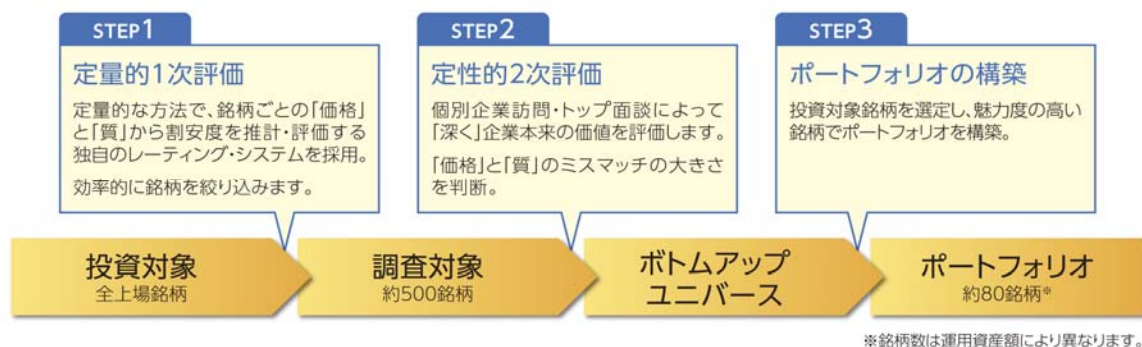 STEP1
定量的1次評価
定量的な方法で、銘柄ごとの「価格」
と「質」から割安度を推計・評価する
独自のレーティング・システムを採用。
効率的に銘柄を絞り込みます。
STEP2
定性的2次評価
個別企業訪問・トップ面談によって
「深く」企業本来の価値を評価します。
「価格」と「質」のミスマッチの大きさ
を判断。
STEP3
ポートフォリオの構築
投資対象銘柄を選定し、魅力度の高い
銘柄でポートフォリオを構築。
投資対象
全上場銘柄
調査対象
約500銘柄
ボトムアップ
ユニバース
ポートフォリオ
約80銘柄※
※銘柄数は運用資産額により異なります。